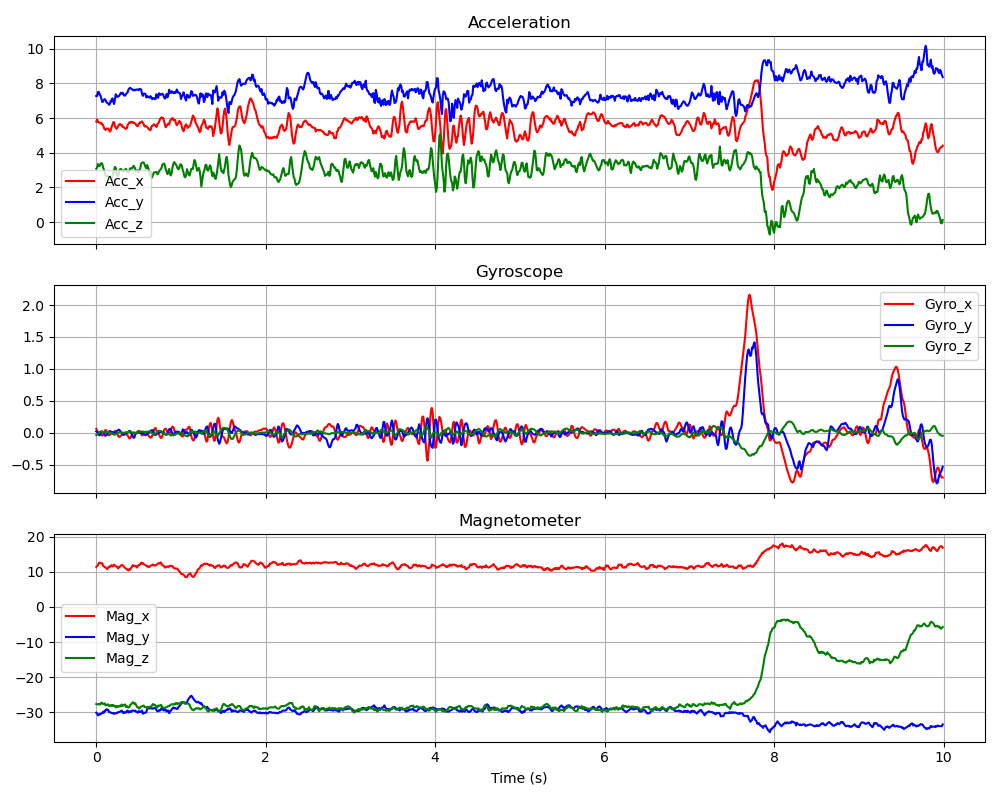 Acceleration
10
8
6
4
2
0
Acc_x
Acc_y
Acc_z
Gyroscope
2.0
1.5
1.0
0.5
0.0
−0.5
Gyro_x
Gyro_y
Gyro_z
Magnetometer
20
10
0
−10
−20
−30
Mag_x
Mag_y
Mag_z
0 2 4 6 8 10
Time (s)